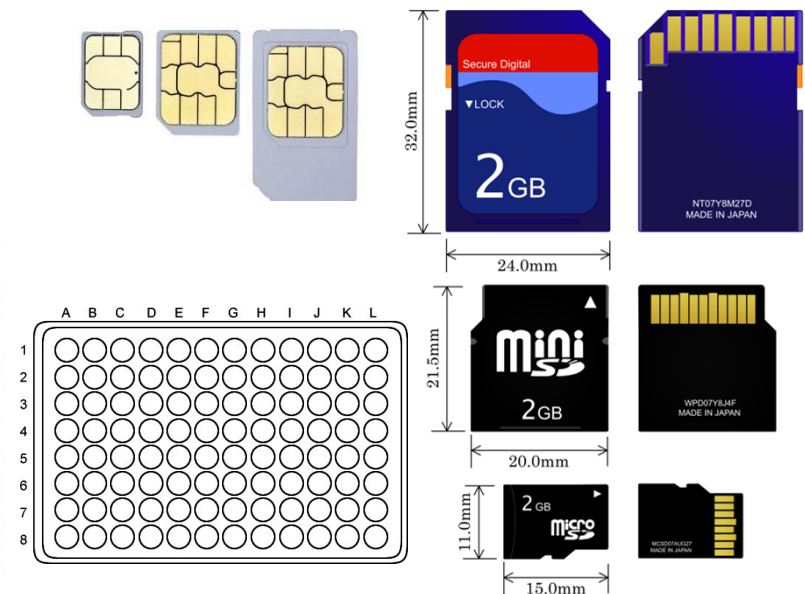 32.0mm
Secure Digital
▼LOCK
2GB
24.0mm
NT07Y8M27D
MADE IN JAPAN
A B C D E F G H I J K L
1
2
3
4
5
6
7
8
21.5mm
mini
SD
2GB
20.0mm
WPD07Y8J4F
MADE IN JAPAN
11.0mm
2GB
micro
SD
15.0mm
MCSD07AUG27
MADE IN JAPAN